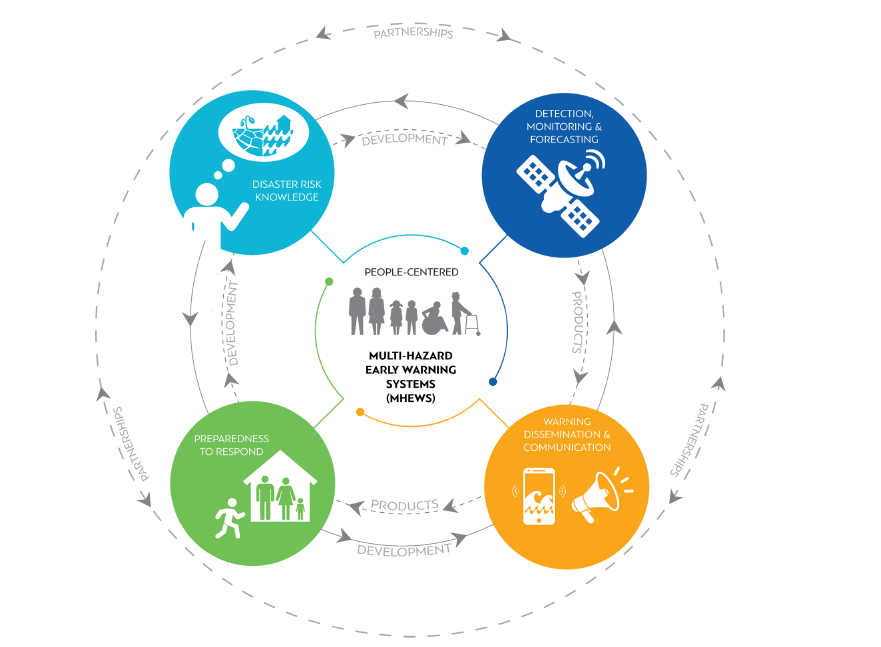 PARTNERSHIPS
DETECTION,
MONITORING &
FORECASTING
DEVELOPMENT
DISASTER RISK
KNOWLEDGE
PEOPLE-CENTERED
DEVELOPMENT
PRODUCTS
MULTI-HAZARD
EARLY WARNING
SYSTEMS
(MHEWS)
PARTNERSHIPS
PARTNERSHIPS
PREPAREDNESS
TO RESPOND
WARNING
DISSEMINATION &
COMMUNICATION
PRODUCTS
DEVELOPMENT